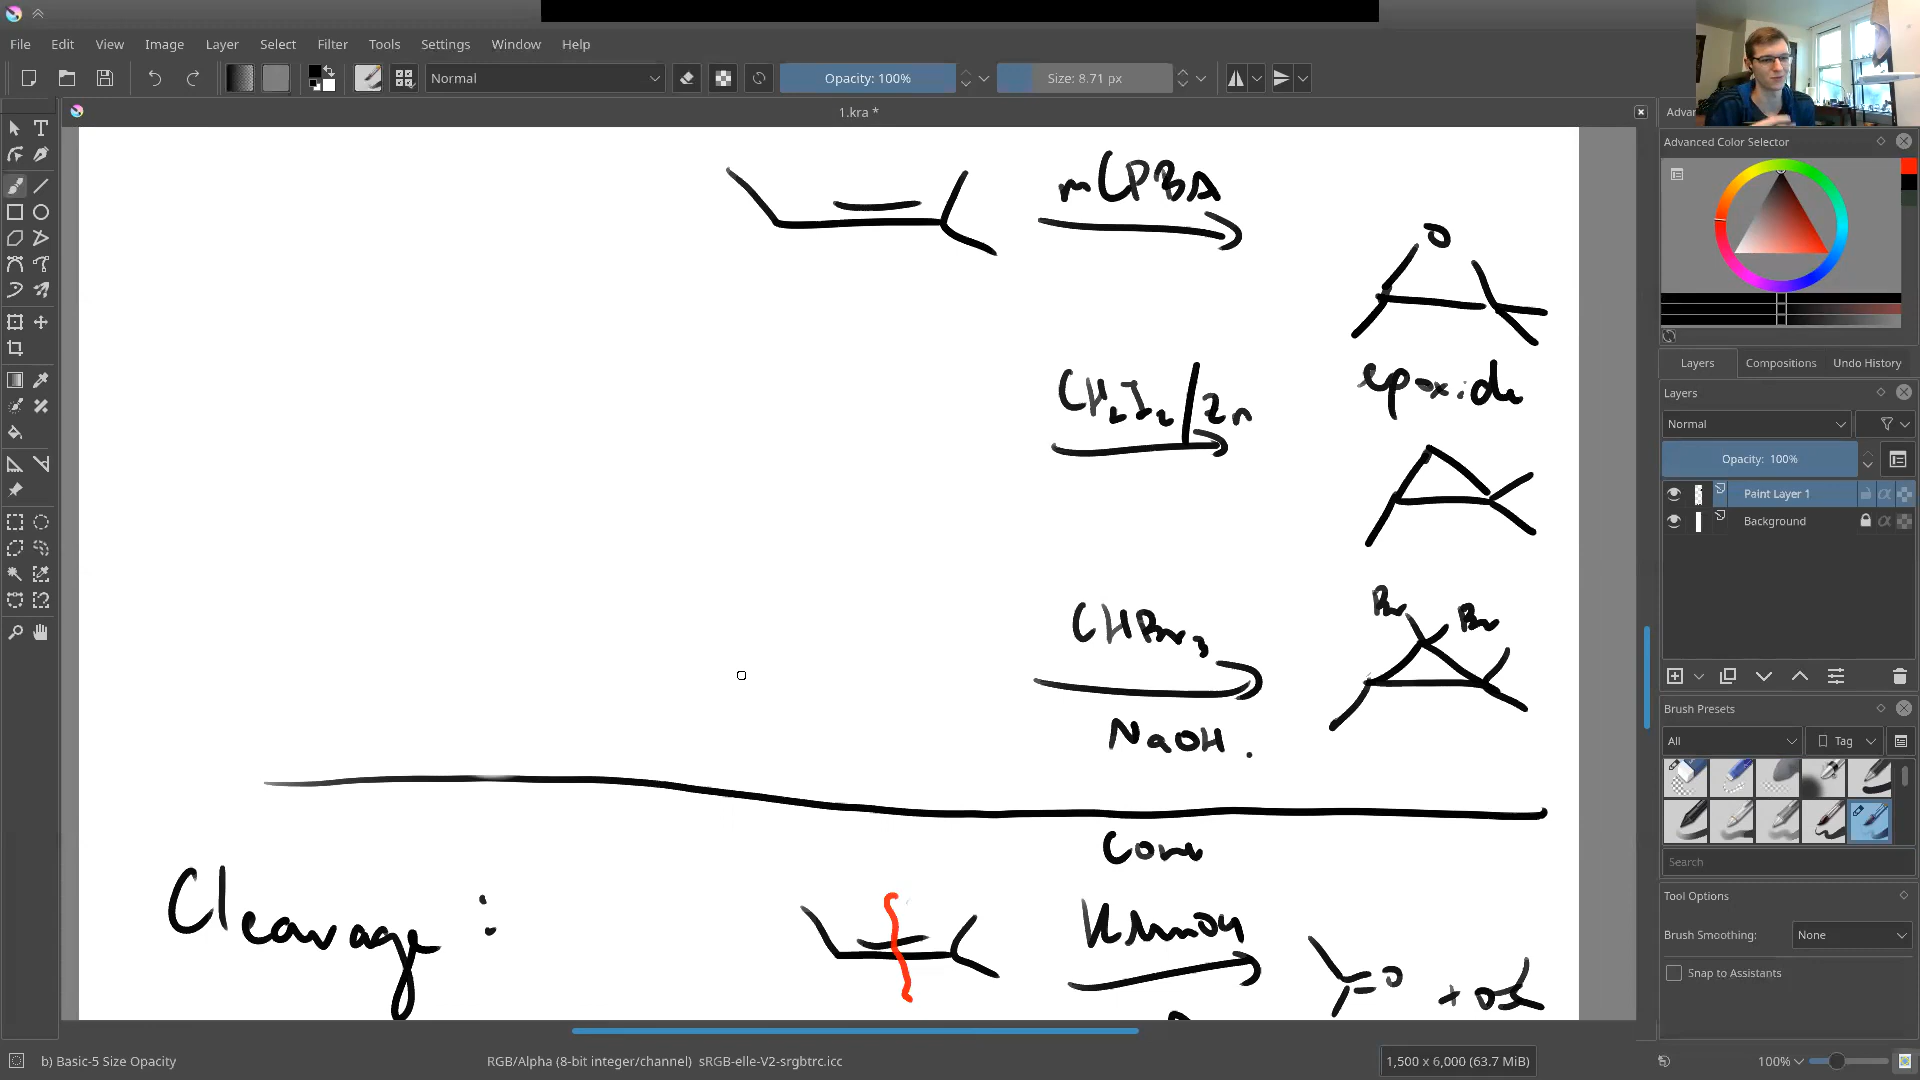 File Edit View Image Layer Select Filter Tools Settings Window Help
Normal
Opacity: 100%
Size: 8.71 px
1.kra *
mCPBA
O
epoxide
CH2I2/Zn
CHBr3
NaOH
Br Br
Conc
Cleavage :
KMnO4
=O + O
Advanced Color Selector
Layers Compositions Undo History
Layers
Normal
Opacity: 100%
Paint Layer 1
Background
Brush Presets
All Tag
Search
Tool Options
Brush Smoothing: None
Snap to Assistants
b) Basic-5 Size Opacity
RGB/Alpha (8-bit integer/channel) sRGB-elle-V2-srgbtrc.icc
1,500 x 6,000 (63.7 MiB)
100%